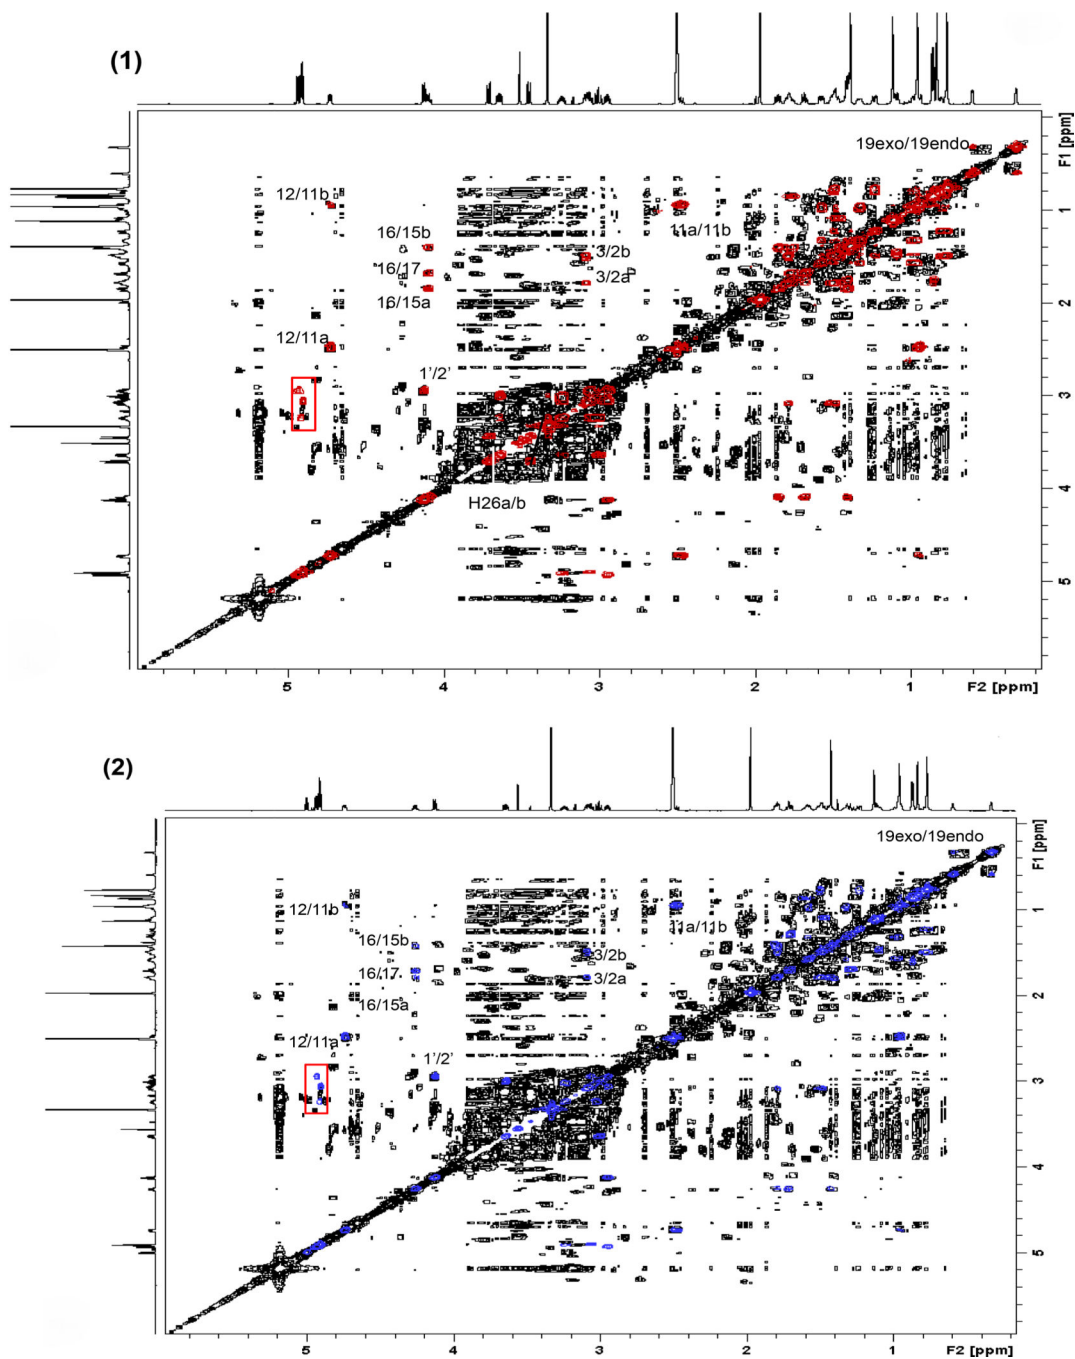 (1)
19exo/19endo
12/11b
11a/11b
16/15b
3/2b
16/17
3/2a
16/15a
12/11a
1'/2'
H26a/b
F1 [ppm]
1
2
3
4
5
5
4
3
2
1
F2 [ppm]
(2)
19exo/19endo
12/11b
11a/11b
16/15b
3/2b
16/17
3/2a
16/15a
12/11a
1'/2'
F1 [ppm]
1
2
3
4
5
5
4
3
2
1
F2 [ppm]